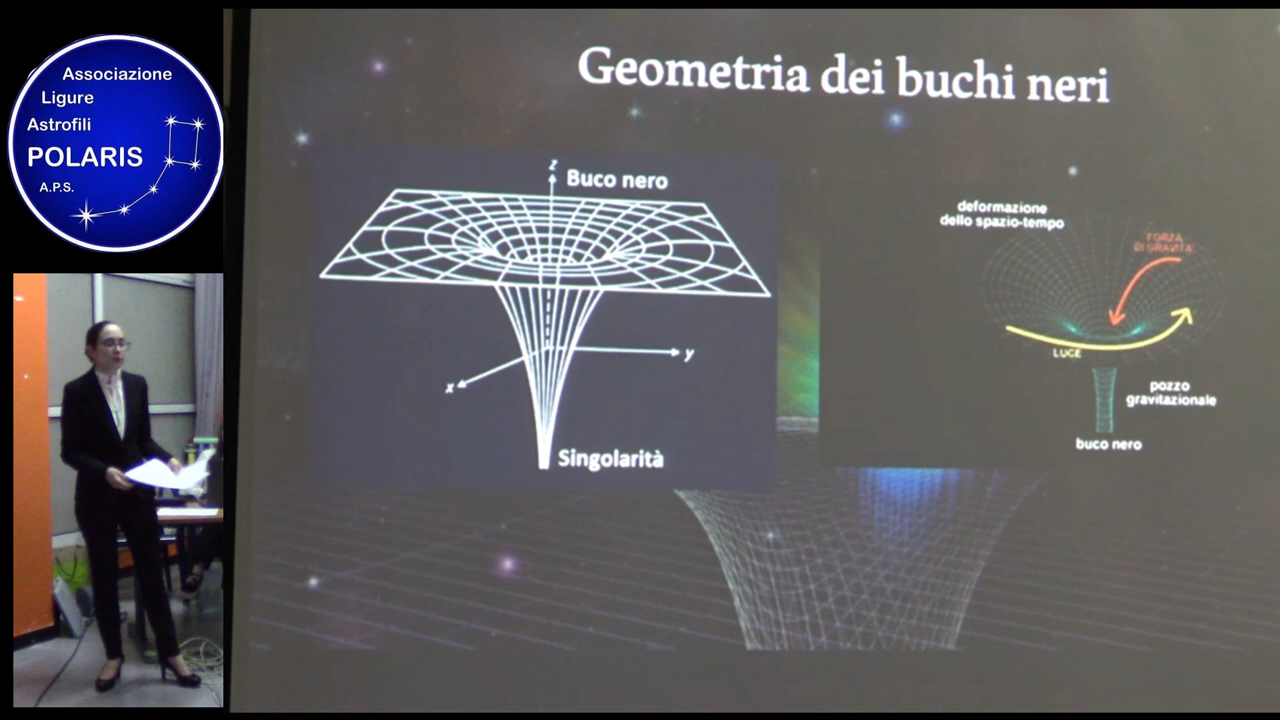 Associazione
Ligure
Astrofili
POLARIS
A.P.S.
Geometria dei buchi neri
z
Buco nero
y
x
Singolarità
deformazione
dello spazio-tempo
FORZA
DI GRAVITA'
LUCE
pozzo
gravitazionale
buco nero